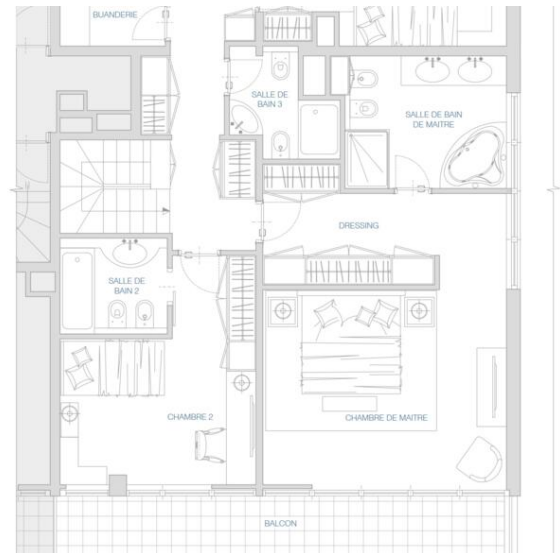 BUANDERIE
SALLE DE
BAIN 3
SALLE DE BAIN
DE MAITRE
DRESSING
SALLE DE
BAIN 2
CHAMBRE 2
CHAMBRE DE MAITRE
BALCON